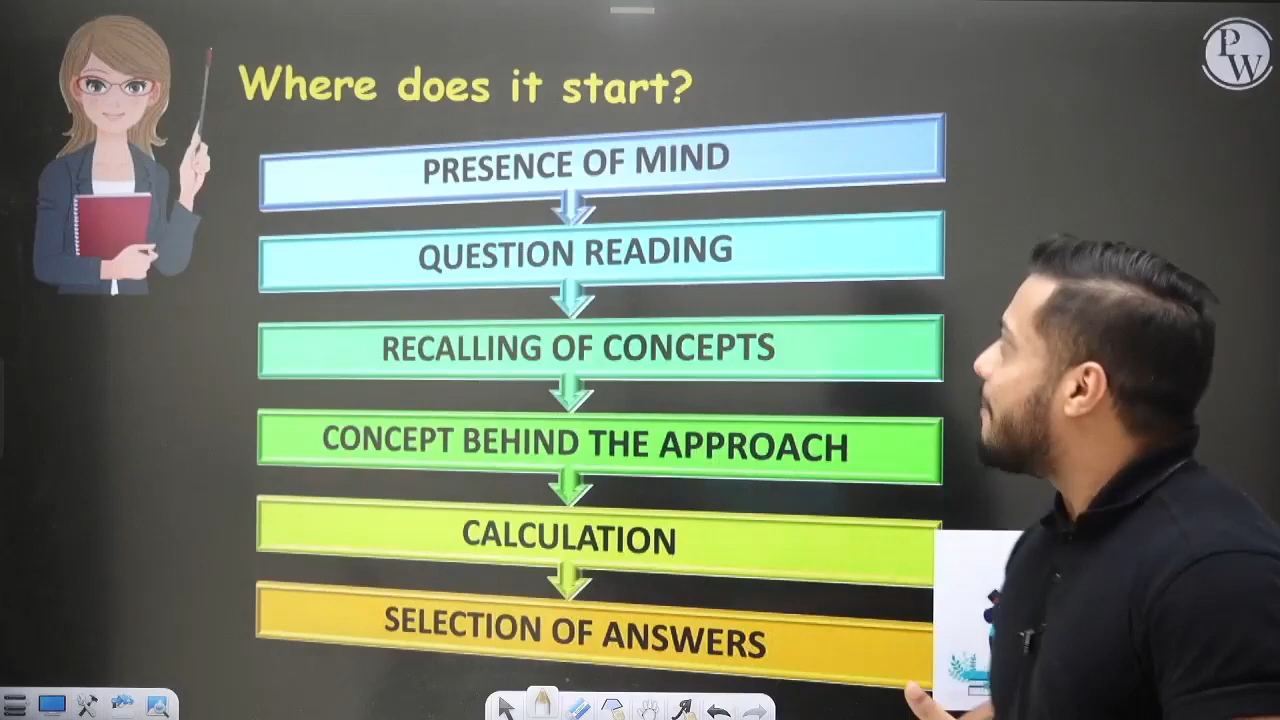 Where does it start?
PW
PRESENCE OF MIND
QUESTION READING
RECALLING OF CONCEPTS
CONCEPT BEHIND THE APPROACH
CALCULATION
SELECTION OF ANSWERS